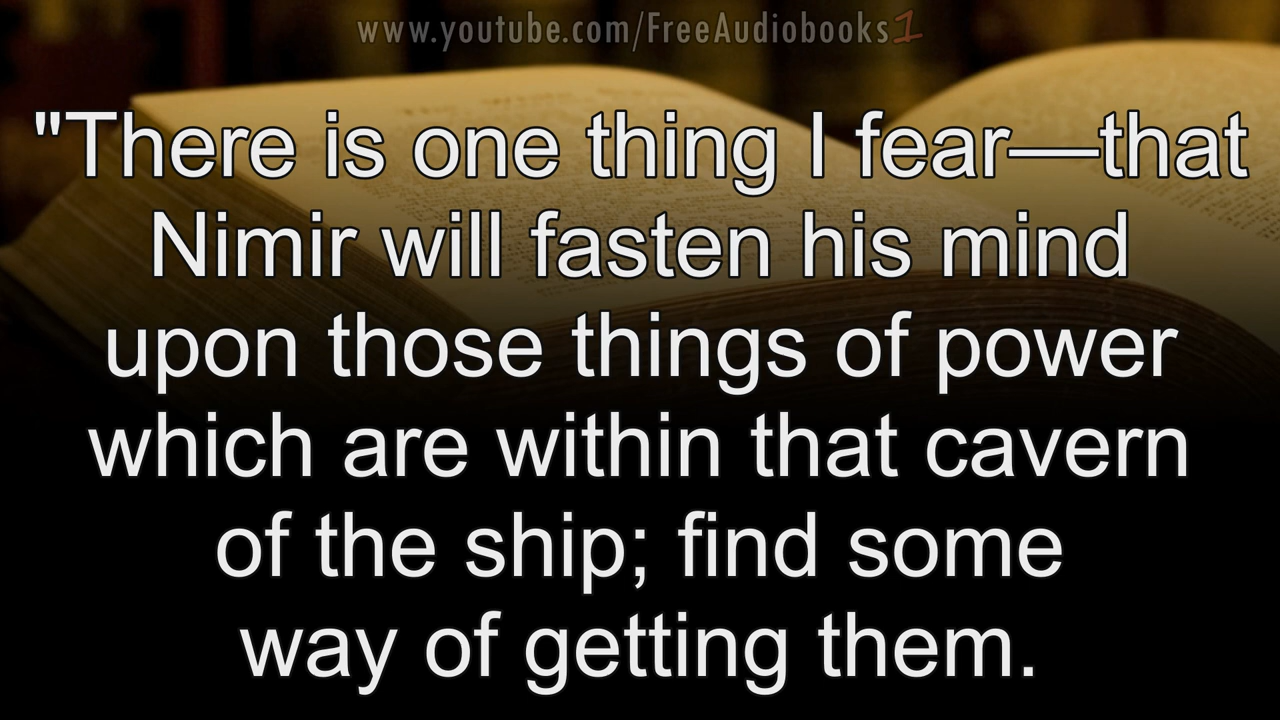 www.youtube.com/FreeAudiobooks1
"There is one thing I fear—that
Nimir will fasten his mind
upon those things of power
which are within that cavern
of the ship; find some
way of getting them.